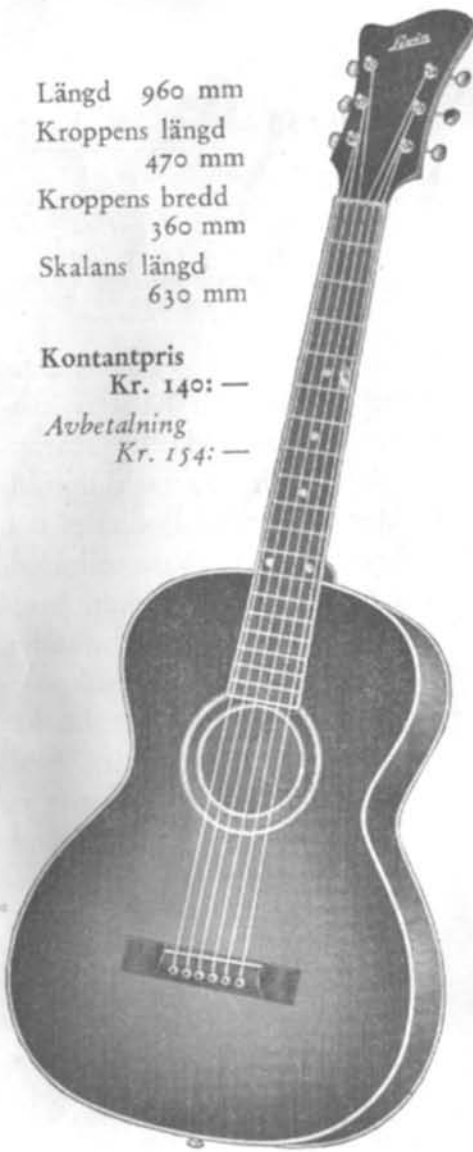 Levin
Längd 960 mm
Kroppens längd
470 mm
Kroppens bredd
360 mm
Skalans längd
630 mm
Kontantpris
Kr. 140: —
Avbetalning
Kr. 154: —